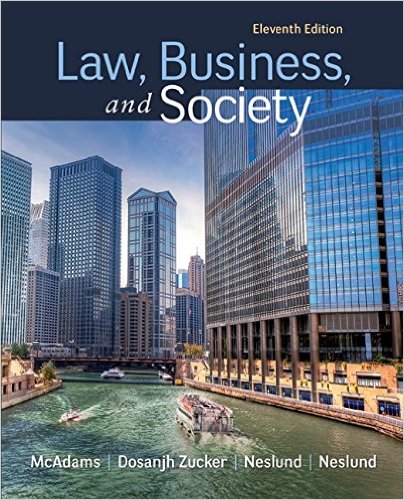 Eleventh Edition
Law, Business,
and Society
McAdams | Dosanjh Zucker | Neslund | Neslund